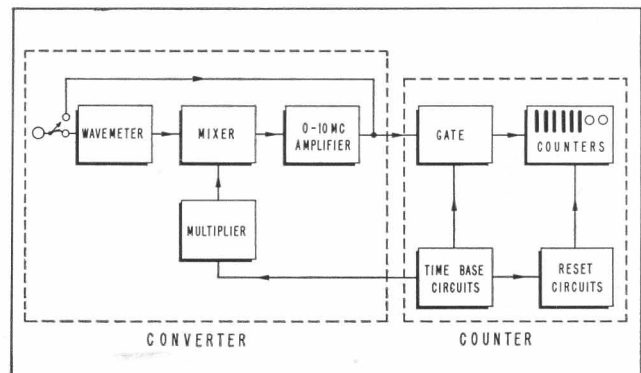 WAVEMETER
MIXER
0-10 MC
AMPLIFIER
GATE
COUNTERS
MULTIPLIER
TIME BASE
CIRCUITS
RESET
CIRCUITS
CONVERTER
COUNTER